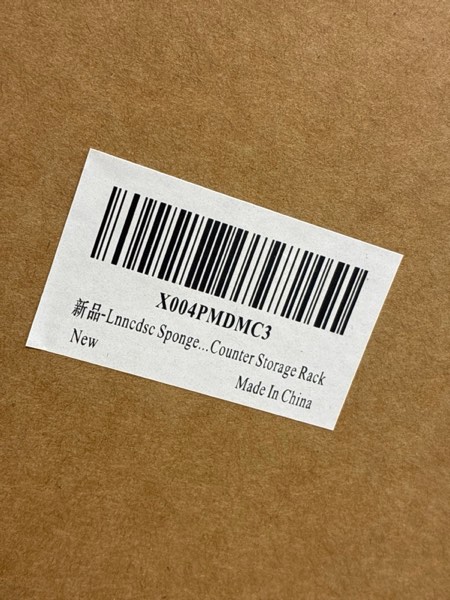 X004PMDMC3
新品-Lnncdsc Sponge...Counter Storage Rack
New
Made In China